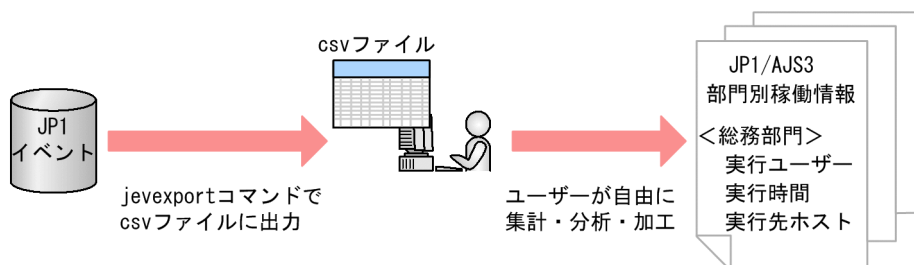 csvファイル
JP1
イベント
jevexportコマンドで
csvファイルに出力
ユーザーが自由に
集計・分析・加工
JP1/AJS3
部門別稼働情報
＜総務部門＞
実行ユーザー
実行時間
実行先ホスト